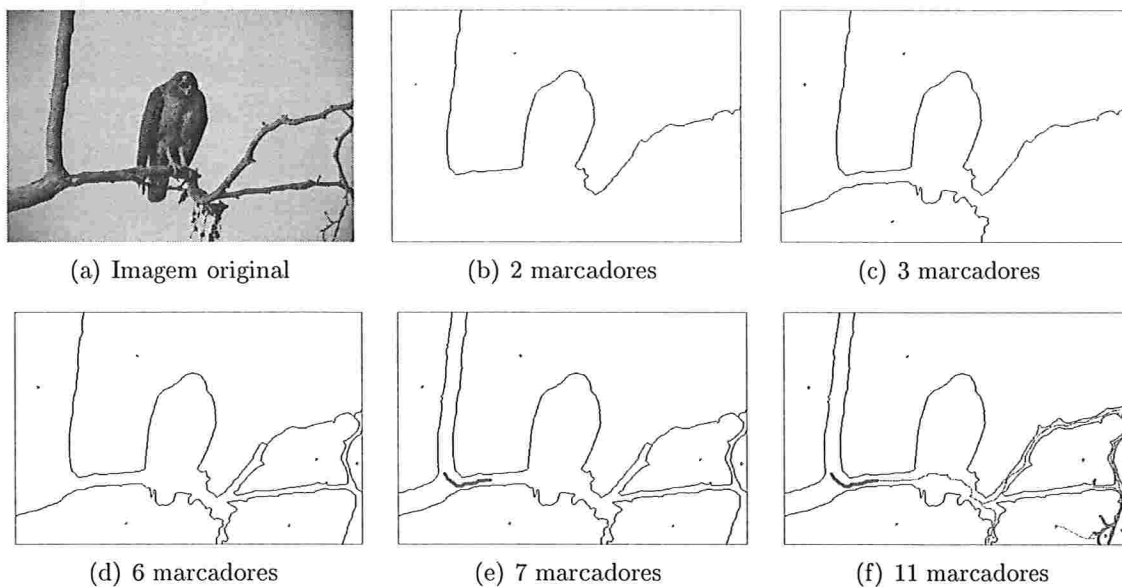 (a) Imagem original
(b) 2 marcadores
(c) 3 marcadores
(d) 6 marcadores
(e) 7 marcadores
(f) 11 marcadores